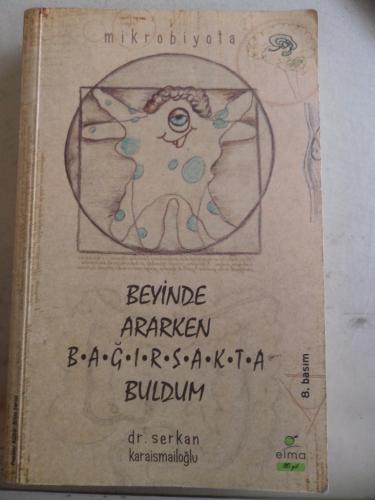 mikrobiyota
BEYİNDE
ARARKEN
B•A•Ğ•I•R•S•A•K•T•A
BULDUM
dr. serkan
karaismailoğlu
8. basım
elma